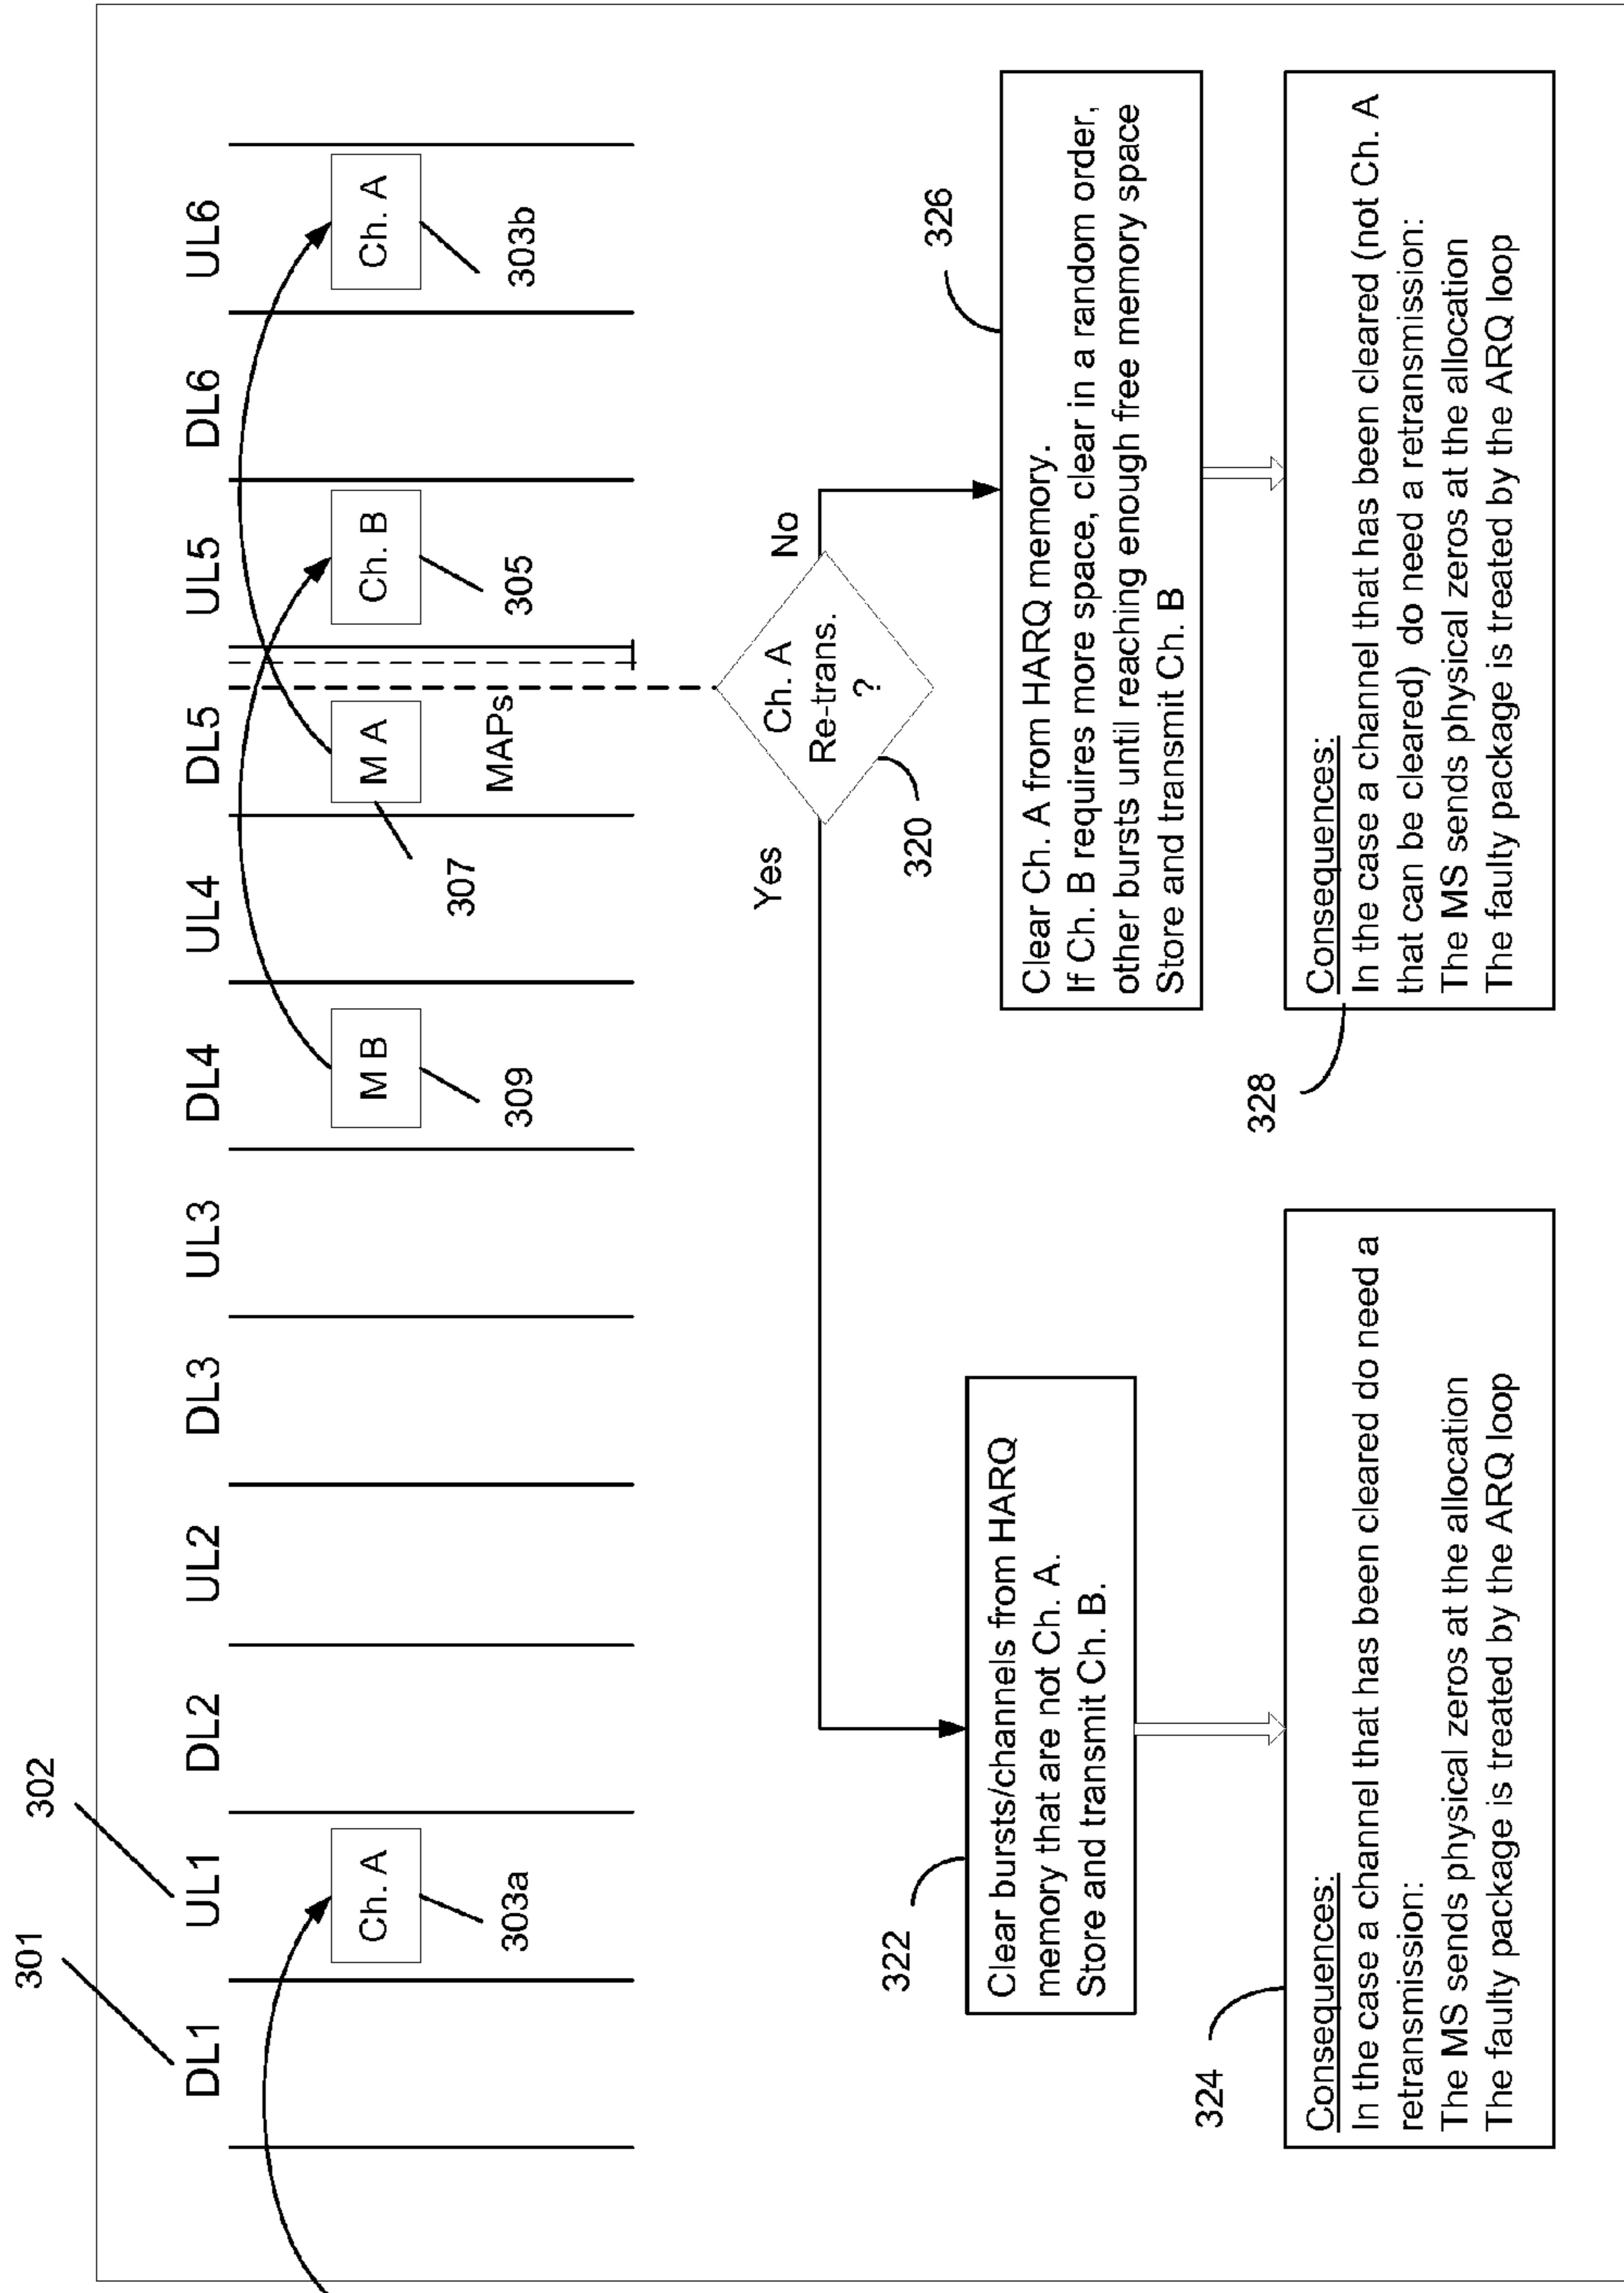 301
302
DL1
UL1
DL2
UL2
DL3
UL3
DL4
UL4
DL5
UL5
DL6
UL6
Ch. A
303a
M B
309
M A
307
MAPs
Ch. B
305
Ch. A
303b
Ch. A
Re-trans.
?
320
Yes
No
322
Clear bursts/channels from HARQ
memory that are not Ch. A.
Store and transmit Ch. B.
324
Consequences:
In the case a channel that has been cleared do need a
retransmission:
The MS sends physical zeros at the allocation
The faulty package is treated by the ARQ loop
326
Clear Ch. A from HARQ memory.
If Ch. B requires more space, clear in a random order,
other bursts until reaching enough free memory space
Store and transmit Ch. B
328
Consequences:
In the case a channel that has been cleared (not Ch. A
that can be cleared) do need a retransmission:
The MS sends physical zeros at the allocation
The faulty package is treated by the ARQ loop